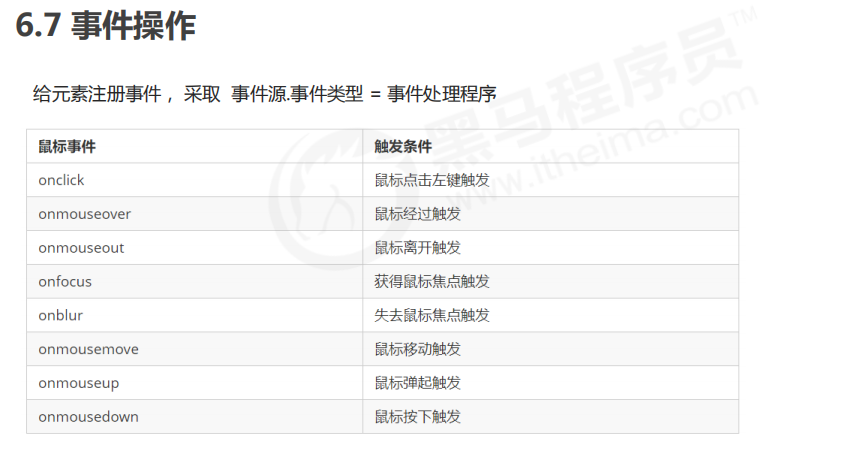 6.7 事件操作
黑马程序员™
www.itheima.com
给元素注册事件， 采取 事件源.事件类型 = 事件处理程序
鼠标事件 触发条件
onclick 鼠标点击左键触发
onmouseover 鼠标经过触发
onmouseout 鼠标离开触发
onfocus 获得鼠标焦点触发
onblur 失去鼠标焦点触发
onmousemove 鼠标移动触发
onmouseup 鼠标弹起触发
onmousedown 鼠标按下触发